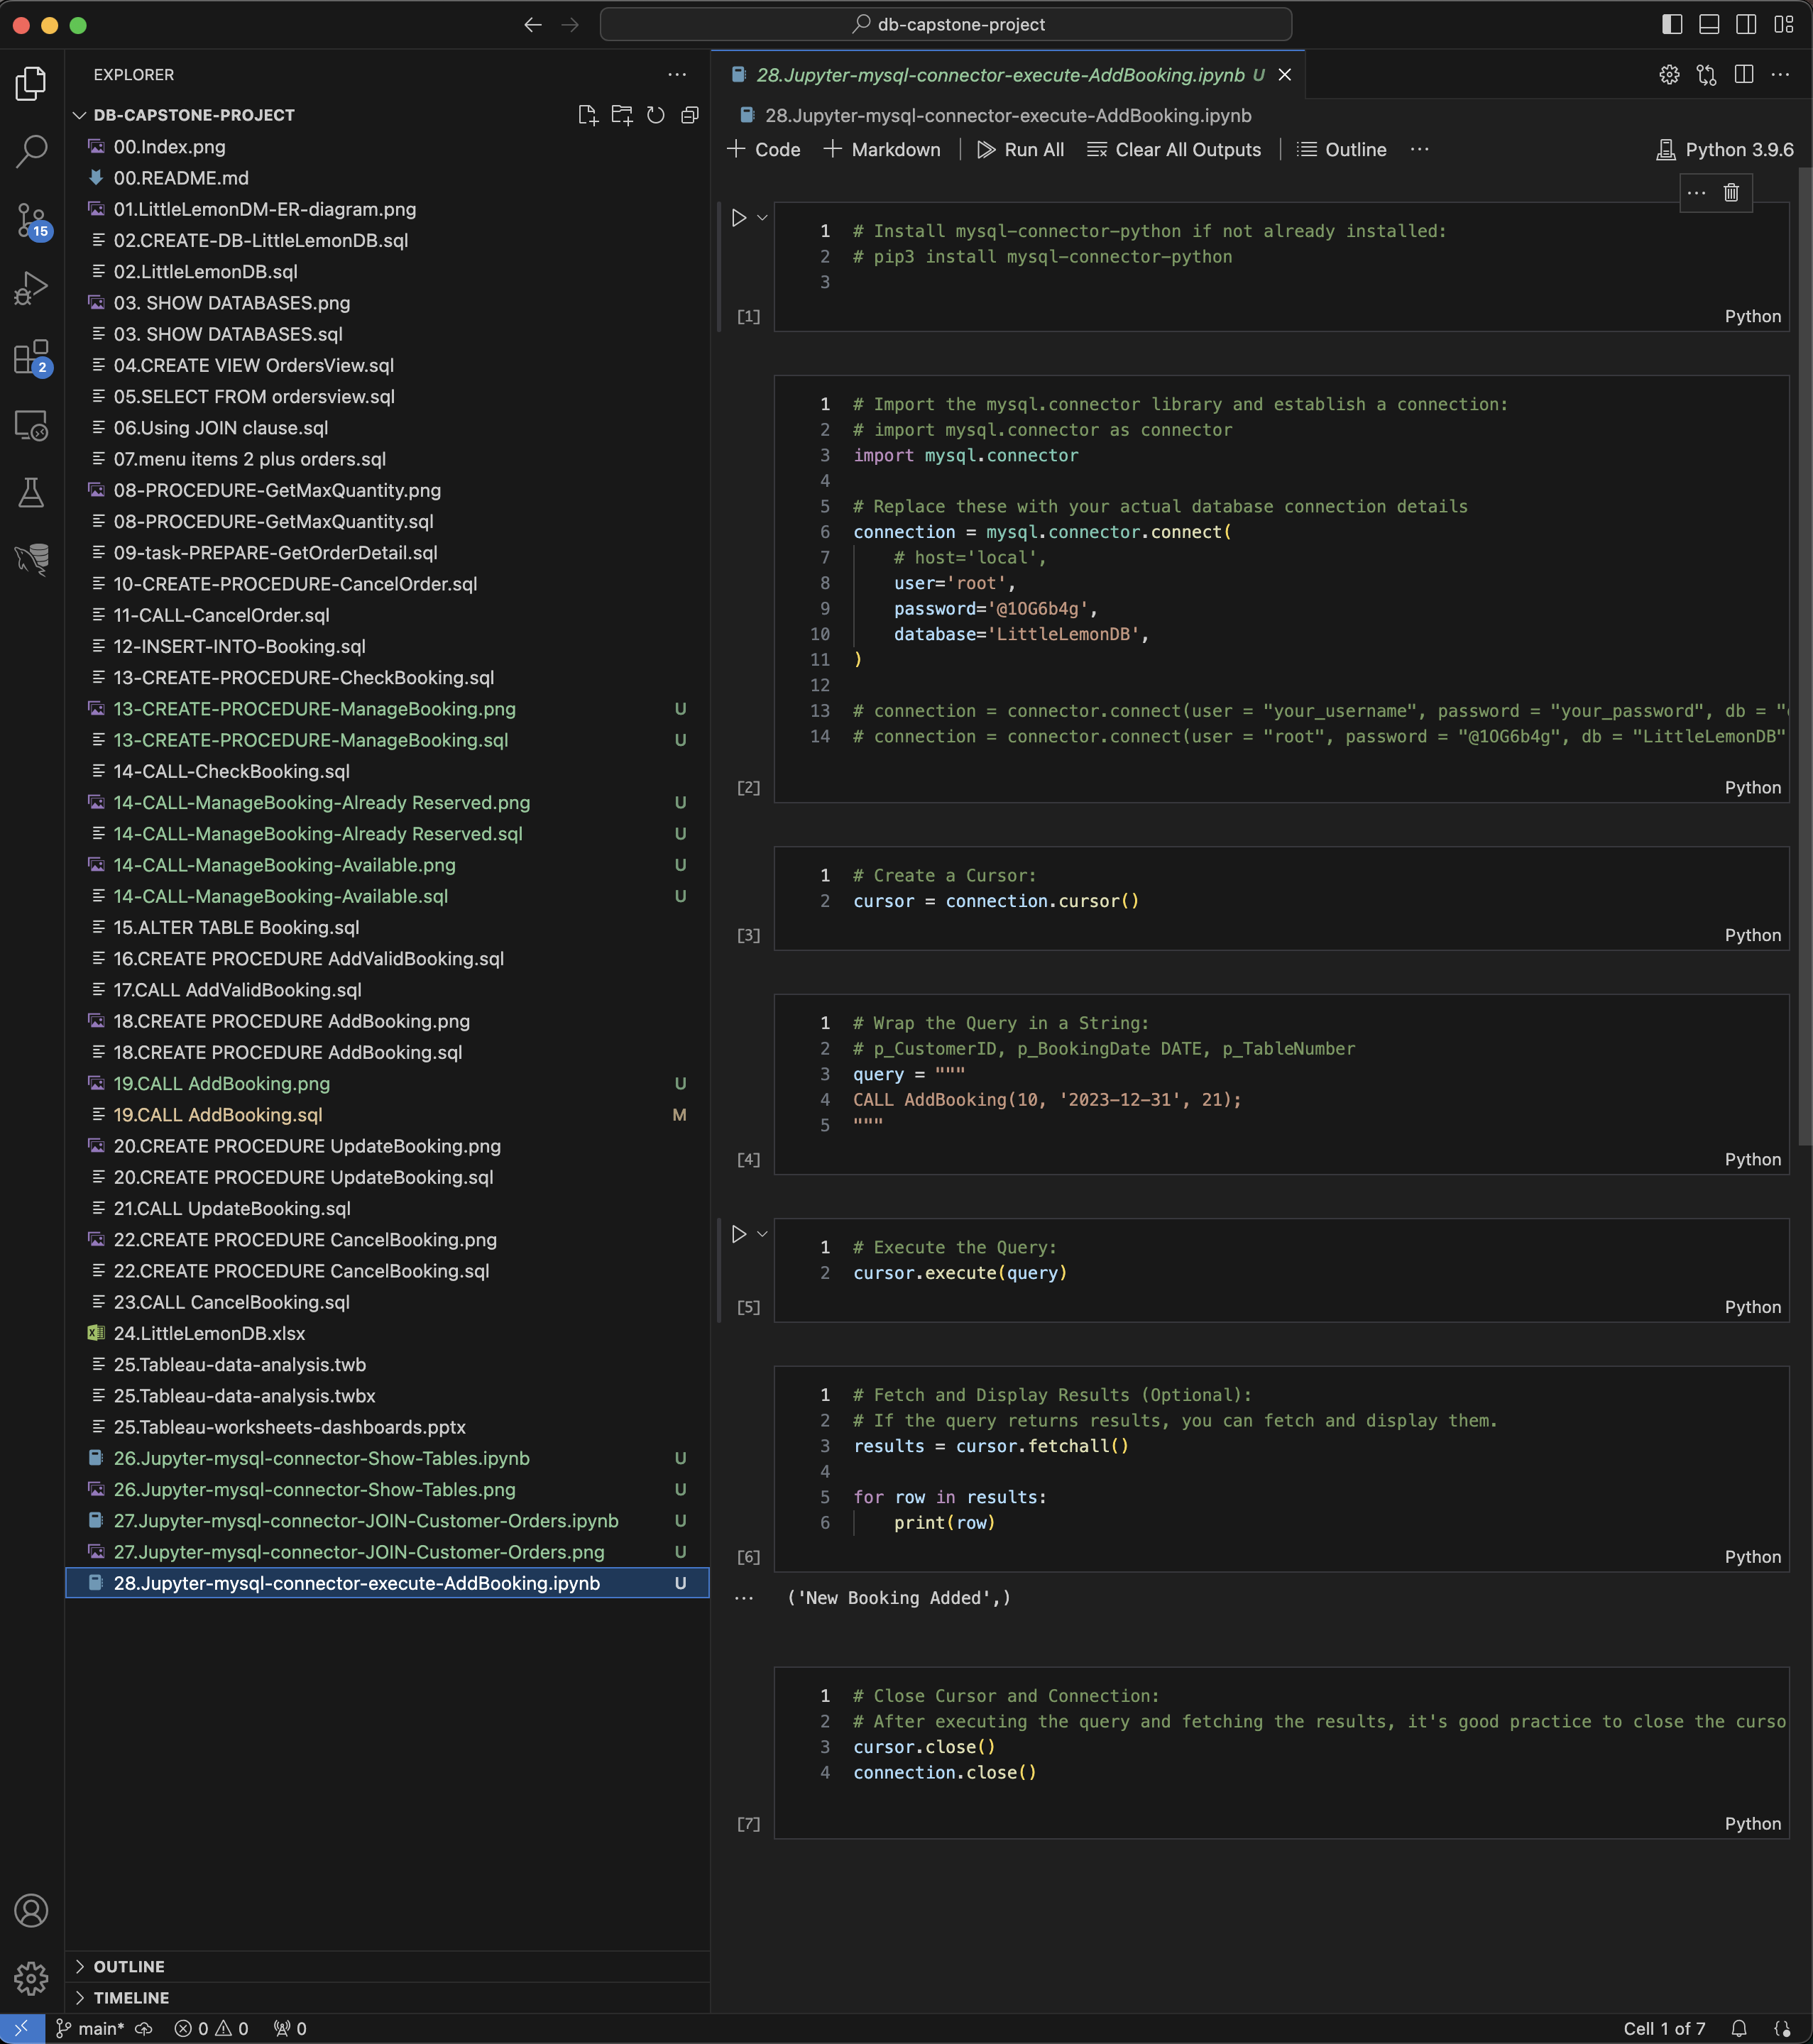 db-capstone-project
EXPLORER
DB-CAPSTONE-PROJECT
00.Index.png
00.README.md
01.LittleLemonDM-ER-diagram.png
02.CREATE-DB-LittleLemonDB.sql
02.LittleLemonDB.sql
03. SHOW DATABASES.png
03. SHOW DATABASES.sql
04.CREATE VIEW OrdersView.sql
05.SELECT FROM ordersview.sql
06.Using JOIN clause.sql
07.menu items 2 plus orders.sql
08-PROCEDURE-GetMaxQuantity.png
08-PROCEDURE-GetMaxQuantity.sql
09-task-PREPARE-GetOrderDetail.sql
10-CREATE-PROCEDURE-CancelOrder.sql
11-CALL-CancelOrder.sql
12-INSERT-INTO-Booking.sql
13-CREATE-PROCEDURE-CheckBooking.sql
13-CREATE-PROCEDURE-ManageBooking.png U
13-CREATE-PROCEDURE-ManageBooking.sql U
14-CALL-CheckBooking.sql
14-CALL-ManageBooking-Already Reserved.png U
14-CALL-ManageBooking-Already Reserved.sql U
14-CALL-ManageBooking-Available.png U
14-CALL-ManageBooking-Available.sql U
15.ALTER TABLE Booking.sql
16.CREATE PROCEDURE AddValidBooking.sql
17.CALL AddValidBooking.sql
18.CREATE PROCEDURE AddBooking.png
18.CREATE PROCEDURE AddBooking.sql
19.CALL AddBooking.png U
19.CALL AddBooking.sql M
20.CREATE PROCEDURE UpdateBooking.png
20.CREATE PROCEDURE UpdateBooking.sql
21.CALL UpdateBooking.sql
22.CREATE PROCEDURE CancelBooking.png
22.CREATE PROCEDURE CancelBooking.sql
23.CALL CancelBooking.sql
24.LittleLemonDB.xlsx
25.Tableau-data-analysis.twb
25.Tableau-data-analysis.twbx
25.Tableau-worksheets-dashboards.pptx
26.Jupyter-mysql-connector-Show-Tables.ipynb U
26.Jupyter-mysql-connector-Show-Tables.png U
27.Jupyter-mysql-connector-JOIN-Customer-Orders.ipynb U
27.Jupyter-mysql-connector-JOIN-Customer-Orders.png U
28.Jupyter-mysql-connector-execute-AddBooking.ipynb U
OUTLINE
TIMELINE
15
2
28.Jupyter-mysql-connector-execute-AddBooking.ipynb U
28.Jupyter-mysql-connector-execute-AddBooking.ipynb
Code Markdown Run All Clear All Outputs Outline Python 3.9.6
1 # Install mysql-connector-python if not already installed:
2 # pip3 install mysql-connector-python
3
[1] Python
1 # Import the mysql.connector library and establish a connection:
2 # import mysql.connector as connector
3 import mysql.connector
4
5 # Replace these with your actual database connection details
6 connection = mysql.connector.connect(
7 # host='local',
8 user='root',
9 password='@1OG6b4g',
10 database='LittleLemonDB',
11 )
12
13 # connection = connector.connect(user = "your_username", password = "your_password", db = "
14 # connection = connector.connect(user = "root", password = "@1OG6b4g", db = "LittleLemonDB"
[2] Python
1 # Create a Cursor:
2 cursor = connection.cursor()
[3] Python
1 # Wrap the Query in a String:
2 # p_CustomerID, p_BookingDate DATE, p_TableNumber
3 query = """
4 CALL AddBooking(10, '2023-12-31', 21);
5 """
[4] Python
1 # Execute the Query:
2 cursor.execute(query)
[5] Python
1 # Fetch and Display Results (Optional):
2 # If the query returns results, you can fetch and display them.
3 results = cursor.fetchall()
4
5 for row in results:
6 print(row)
[6] Python
('New Booking Added',)
1 # Close Cursor and Connection:
2 # After executing the query and fetching the results, it's good practice to close the curso
3 cursor.close()
4 connection.close()
[7] Python
main* 0 0 0 Cell 1 of 7